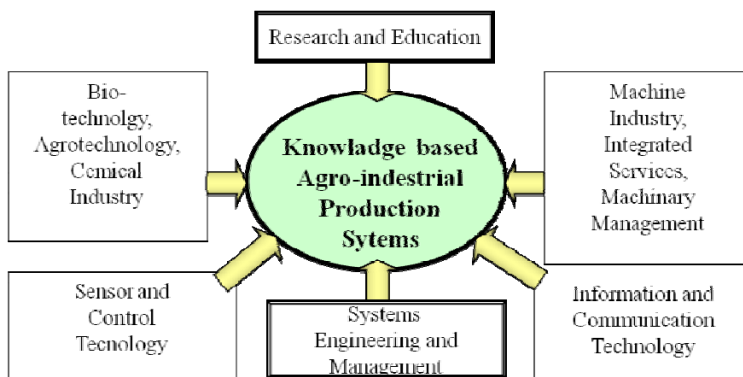 Research and Education
Bio-
technolgy,
Agrotechnology,
Cemical
Industry
Knowladge based
Agro-indestrial
Production
Sytems
Machine
Industry,
Integrated
Services,
Machinary
Management
Sensor and
Control
Tecnology
Systems
Engineering and
Management
Information and
Communication
Technology